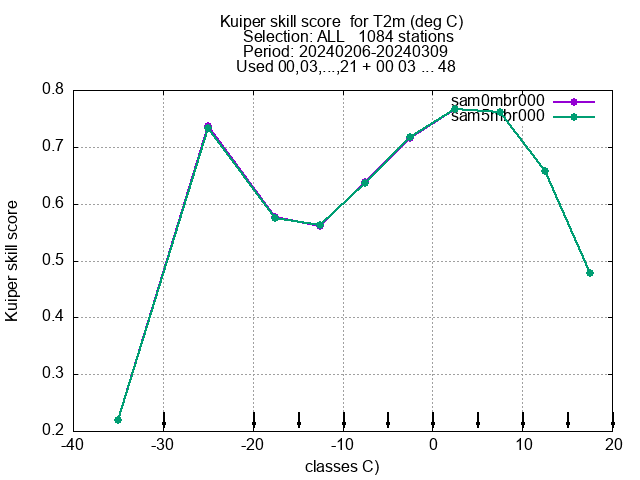 Kuiper skill score  for T2m (deg C)
Selection: ALL   1084 stations
Period: 20240206-20240309
Used 00,03,...,21 + 00 03 ... 48
sam0mbr000
sam5mbr000
Kuiper skill score
0.8
0.7
0.6
0.5
0.4
0.3
0.2
-40 -30 -20 -10 0 10 20
classes C)